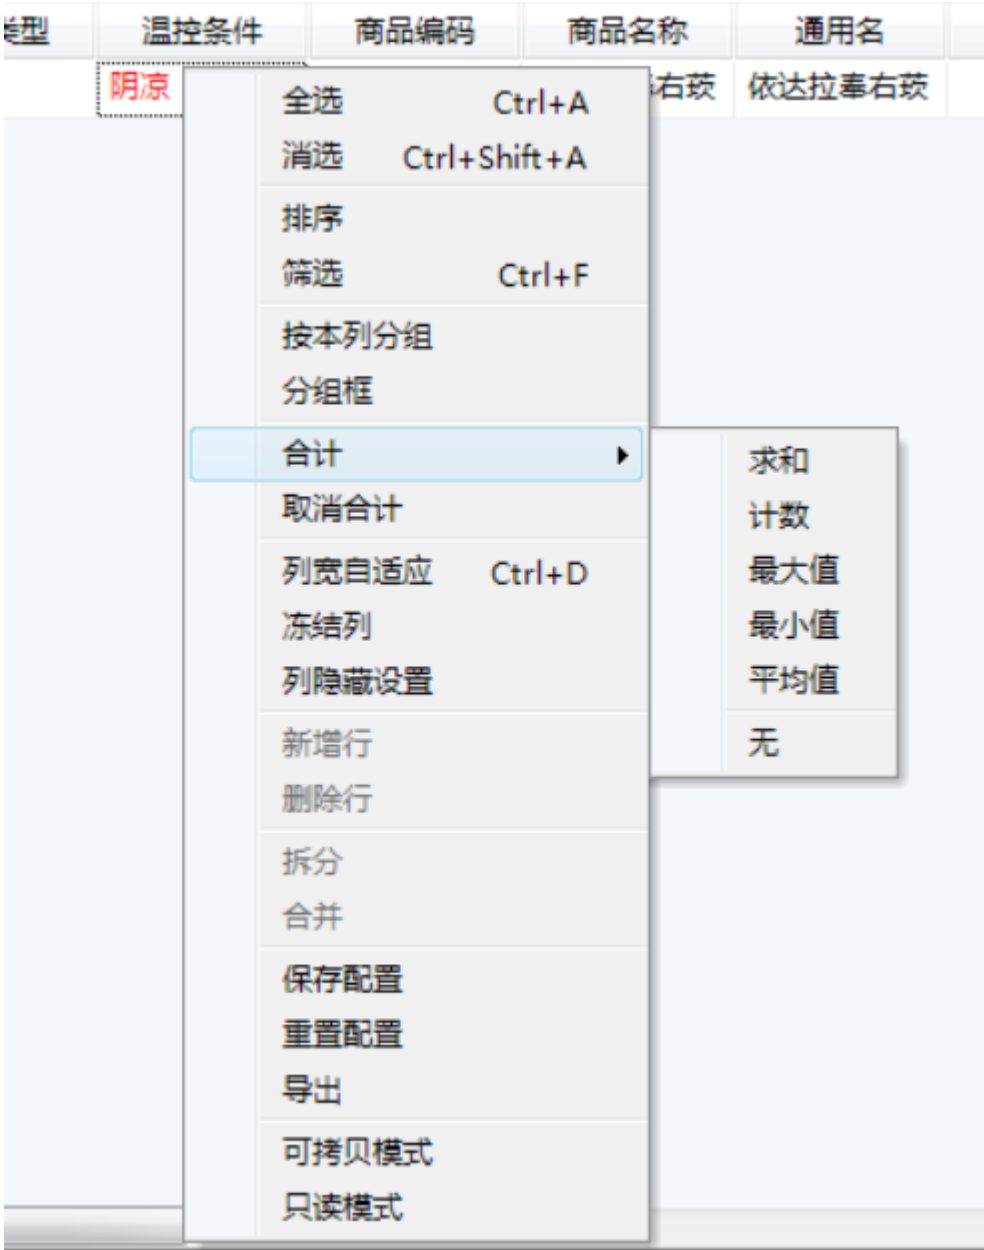 类型 温控条件 商品编码 商品名称 通用名
阴凉 右莰 依达拉奉右莰
全选 Ctrl+A
消选 Ctrl+Shift+A
排序
筛选 Ctrl+F
按本列分组
分组框
合计
取消合计
列宽自适应 Ctrl+D
冻结列
列隐藏设置
新增行
删除行
拆分
合并
保存配置
重置配置
导出
可拷贝模式
只读模式
求和
计数
最大值
最小值
平均值
无